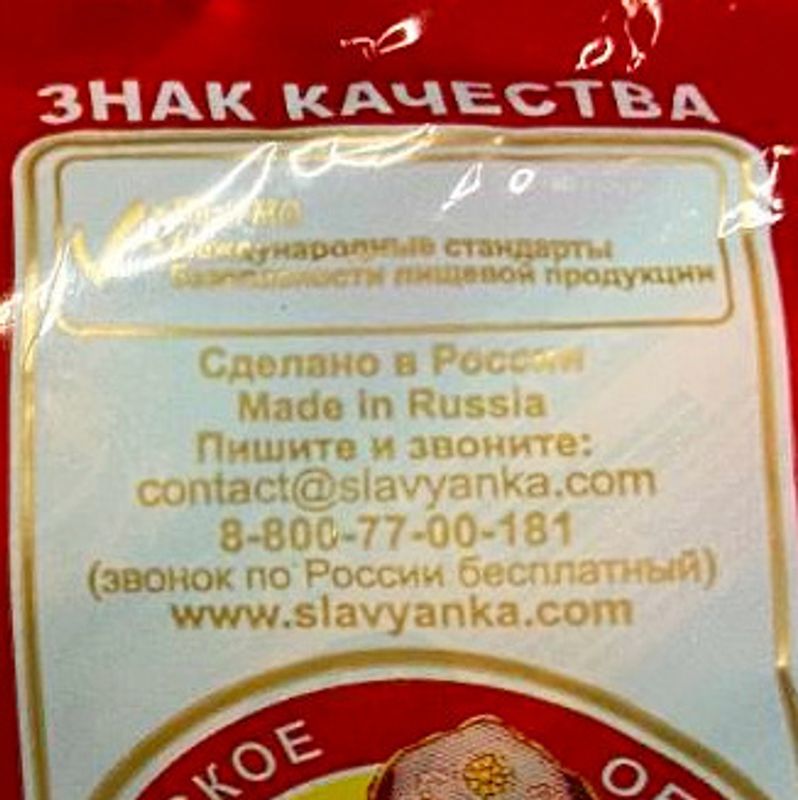 ЗНАК КАЧЕСТВА
Международные стандарты
безопасности пищевой продукции
Сделано в России
Made in Russia
Пишите и звоните:
contact@slavyanka.com
8-800-77-00-181
(звонок по России бесплатный)
www.slavyanka.com